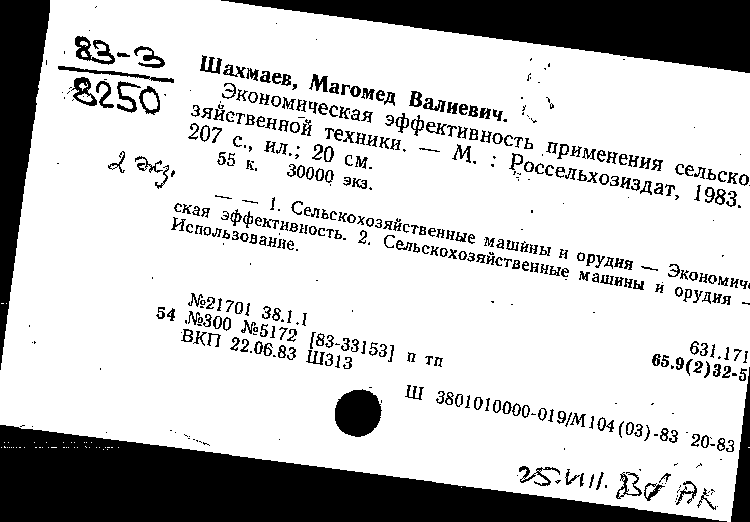 83-3
8250
2 экз.
Шахмаев, Магомед Валиевич.
Экономическая эффективность применения сельско
зяйственной техники. — М. : Россельхозиздат, 1983.
207 с., ил.; 20 см.
55 к. 30000 экз.
— — 1. Сельскохозяйственные машины и орудия — Экономиче
ская эффективность. 2. Сельскохозяйственные машины и орудия —
Использование.
№21701 38.1.1
631.171
54 №300 №5172 [83-33153] п тп
65.9(2)32-5
ВКП 22.06.83 Ш313
Ш 3801010000-019/М104(03)-83 20-83
25.VIII.